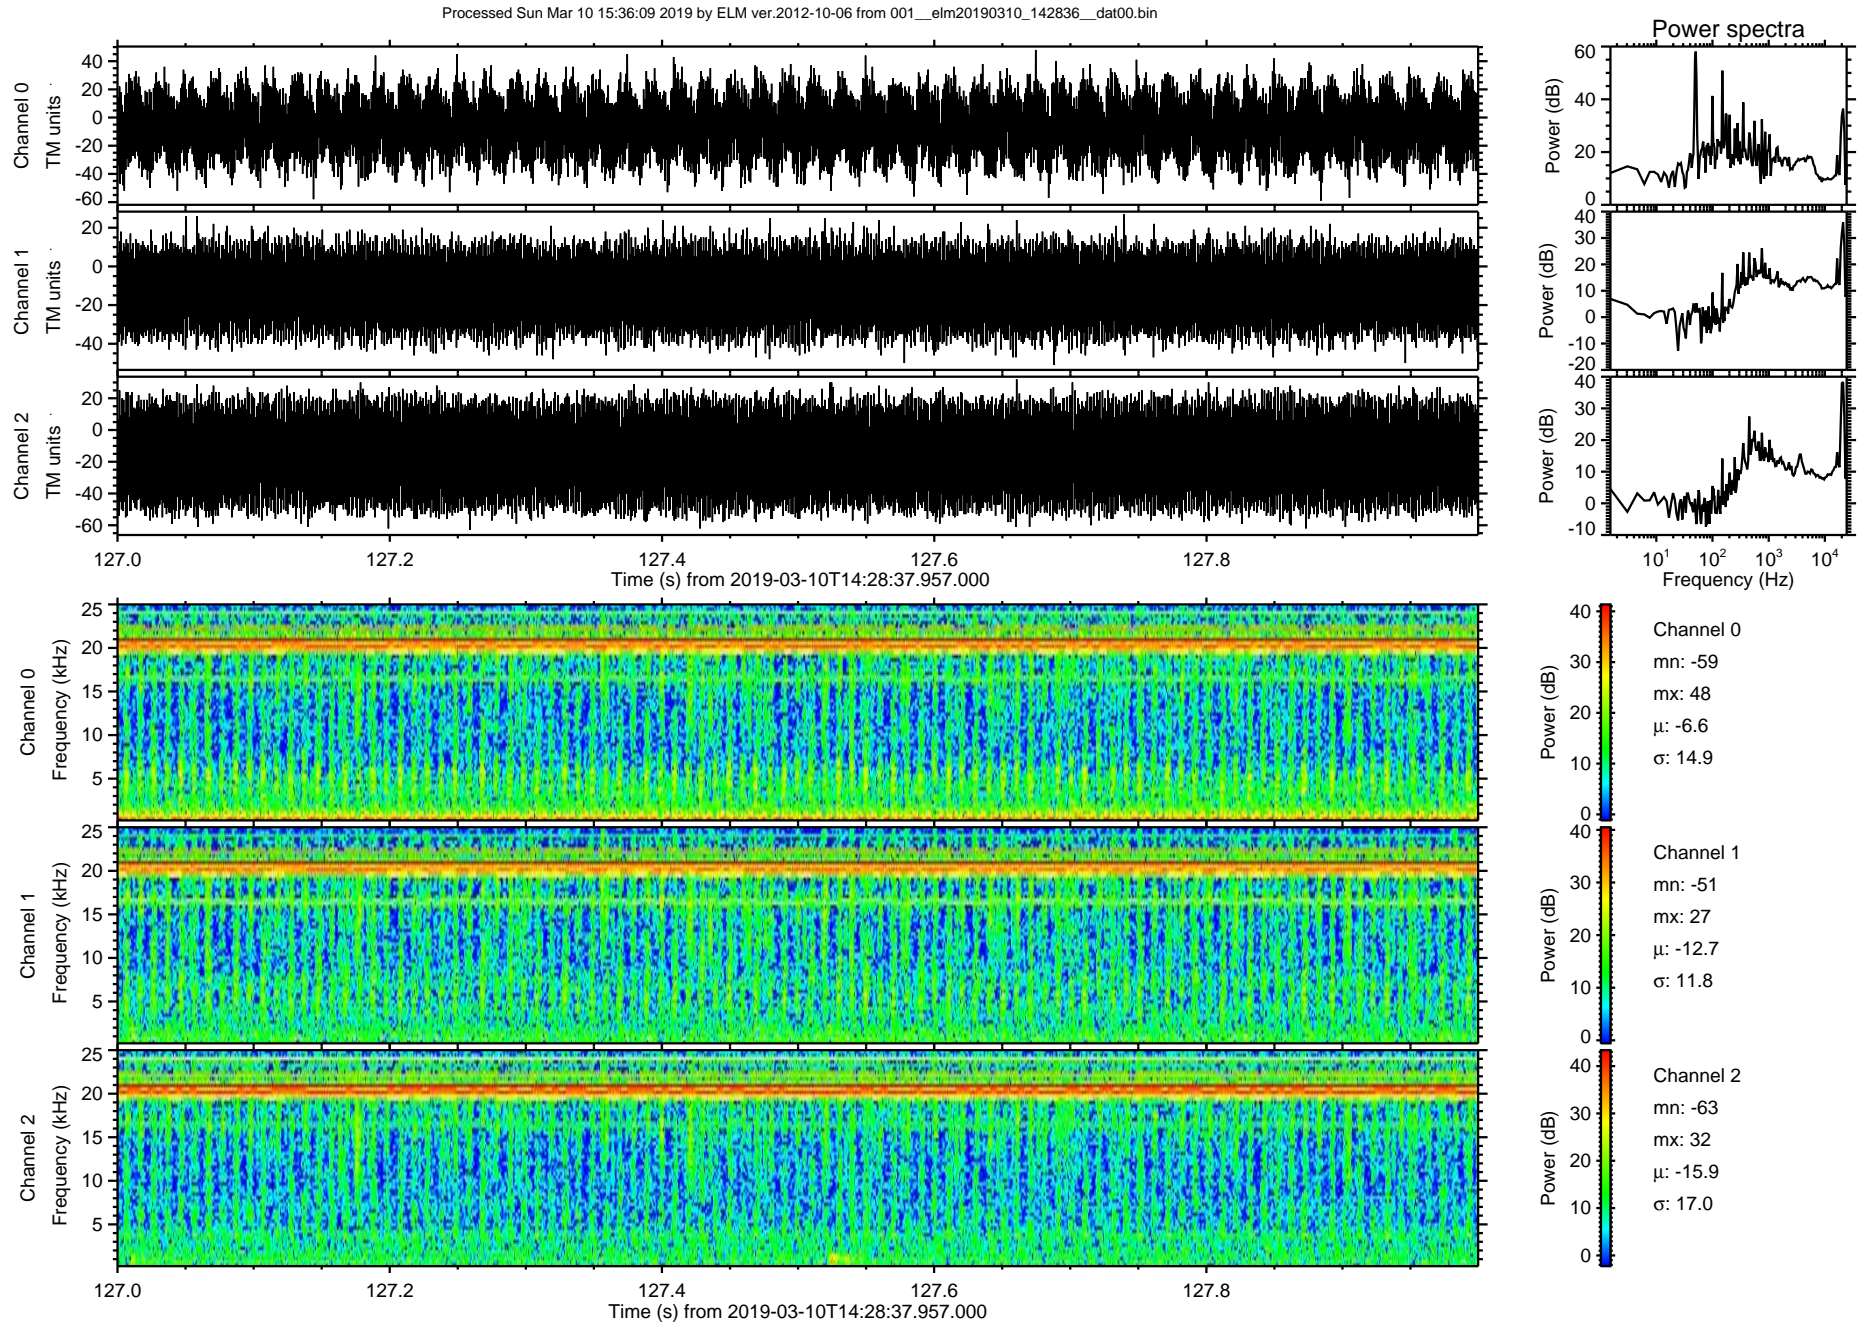 Processed Sun Mar 10 15:36:09 2019 by ELM ver.2012-10-06 from 001__elm20190310_142836__dat00.bin
Power spectra
Channel 0
TM units
40
20
0
-20
-40
-60
Power (dB)
60
40
20
0
Channel 1
TM units
20
0
-20
-40
Power (dB)
40
30
20
10
0
-10
-20
Channel 2
TM units
20
0
-20
-40
-60
Power (dB)
40
30
20
10
0
-10
127.0 127.2 127.4 127.6 127.8
Time (s) from 2019-03-10T14:28:37.957.000
10^1 10^2 10^3 10^4
Frequency (Hz)
Channel 0
Frequency (kHz)
25
20
15
10
5
Power (dB)
40
30
20
10
0
Channel 0
mn: -59
mx: 48
μ: -6.6
σ: 14.9
Channel 1
Frequency (kHz)
25
20
15
10
5
Power (dB)
40
30
20
10
0
Channel 1
mn: -51
mx: 27
μ: -12.7
σ: 11.8
Channel 2
Frequency (kHz)
25
20
15
10
5
Power (dB)
40
30
20
10
0
Channel 2
mn: -63
mx: 32
μ: -15.9
σ: 17.0
127.0 127.2 127.4 127.6 127.8
Time (s) from 2019-03-10T14:28:37.957.000